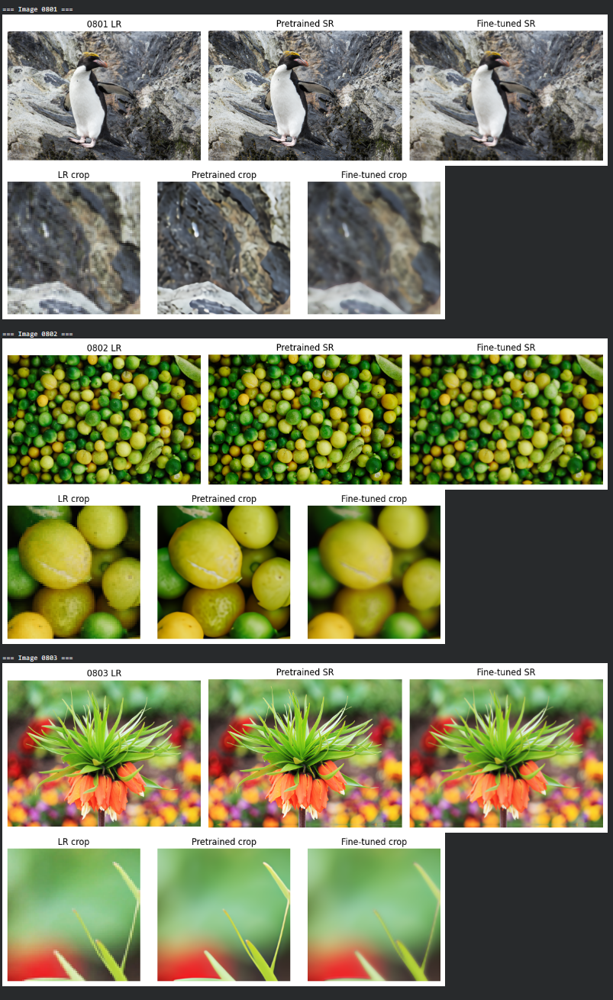 === Image 0801 ===
0801 LR
Pretrained SR
Fine-tuned SR
LR crop
Pretrained crop
Fine-tuned crop
=== Image 0802 ===
0802 LR
Pretrained SR
Fine-tuned SR
LR crop
Pretrained crop
Fine-tuned crop
=== Image 0803 ===
0803 LR
Pretrained SR
Fine-tuned SR
LR crop
Pretrained crop
Fine-tuned crop